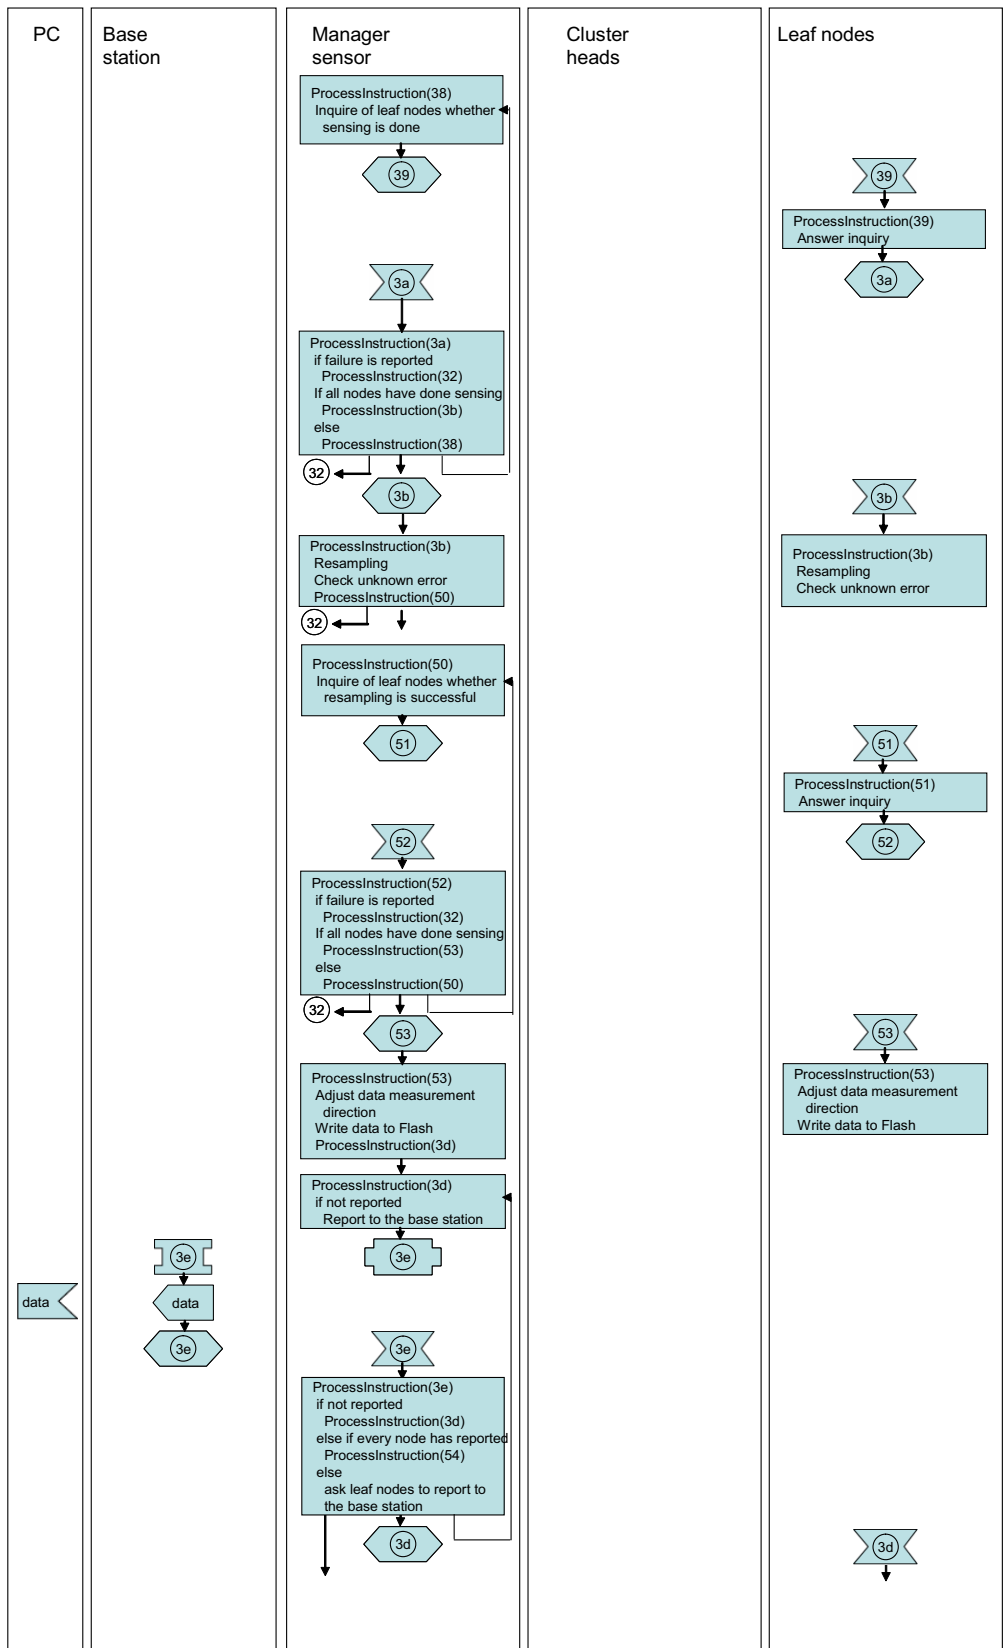 PC
Base
station
Manager
sensor
Cluster
heads
Leaf nodes
ProcessInstruction(38)
Inquire of leaf nodes whether
sensing is done
39
39
ProcessInstruction(39)
Answer inquiry
3a
3a
ProcessInstruction(3a)
if failure is reported
ProcessInstruction(32)
If all nodes have done sensing
ProcessInstruction(3b)
else
ProcessInstruction(38)
32
3b
3b
ProcessInstruction(3b)
Resampling
Check unknown error
ProcessInstruction(50)
ProcessInstruction(3b)
Resampling
Check unknown error
32
ProcessInstruction(50)
Inquire of leaf nodes whether
resampling is successful
51
51
ProcessInstruction(51)
Answer inquiry
52
52
ProcessInstruction(52)
if failure is reported
ProcessInstruction(32)
If all nodes have done sensing
ProcessInstruction(53)
else
ProcessInstruction(50)
32
53
53
ProcessInstruction(53)
Adjust data measurement
direction
Write data to Flash
ProcessInstruction(3d)
ProcessInstruction(53)
Adjust data measurement
direction
Write data to Flash
ProcessInstruction(3d)
if not reported
Report to the base station
3e
3e
data
data
3e
3e
ProcessInstruction(3e)
if not reported
ProcessInstruction(3d)
else if every node has reported
ProcessInstruction(54)
else
ask leaf nodes to report to
the base station
3d
3d